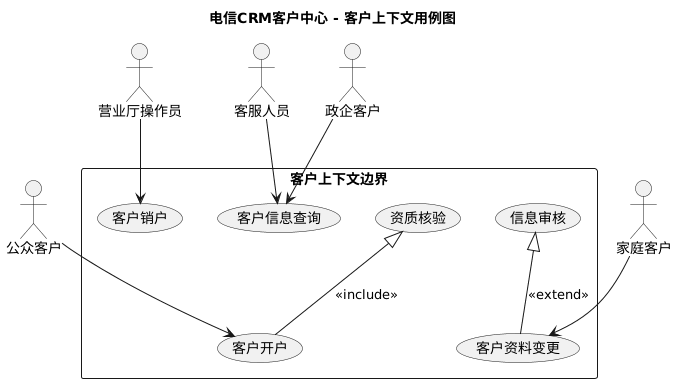 电信CRM客户中心 - 客户上下文用例图
营业厅操作员
客服人员
政企客户
客户上下文边界
公众客户
客户销户
客户信息查询
资质核验
信息审核
家庭客户
«include»
«extend»
客户开户
客户资料变更